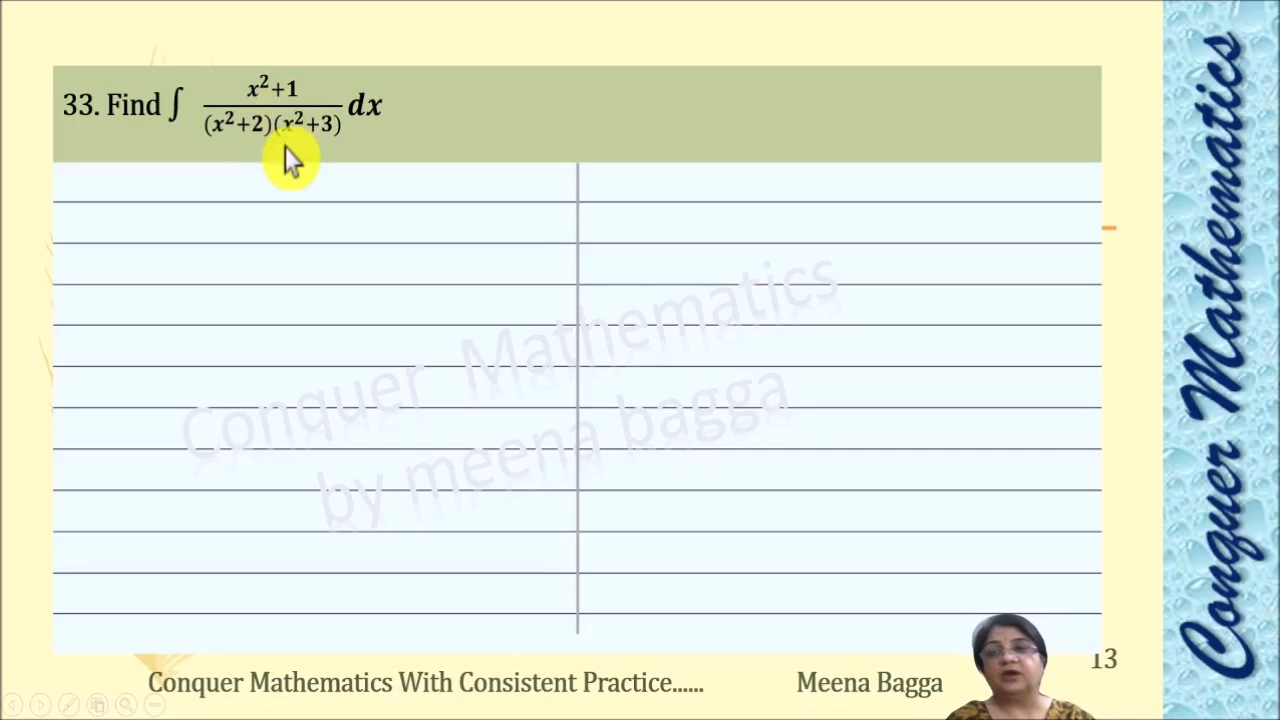 33. Find ∫ x²+1 / (x²+2)(x²+3) dx
Conquer Mathematics
by meena bagga
13
Conquer Mathematics With Consistent Practice......
Meena Bagga
Conquer Mathematics